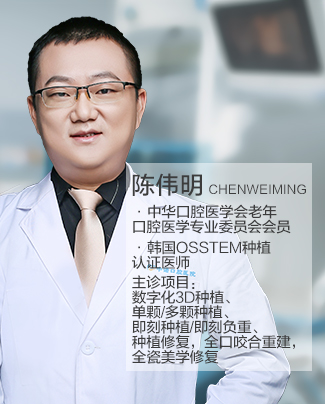 陈伟明 CHENWEIMING
· 中华口腔医学会老年
口腔医学专业委员会会员
· 韩国OSSTEM种植
认证医师
主诊项目：
数字化3D种植、
单颗/多颗种植、
即刻种植/即刻负重、
种植修复，全口咬合重建，
全瓷美学修复